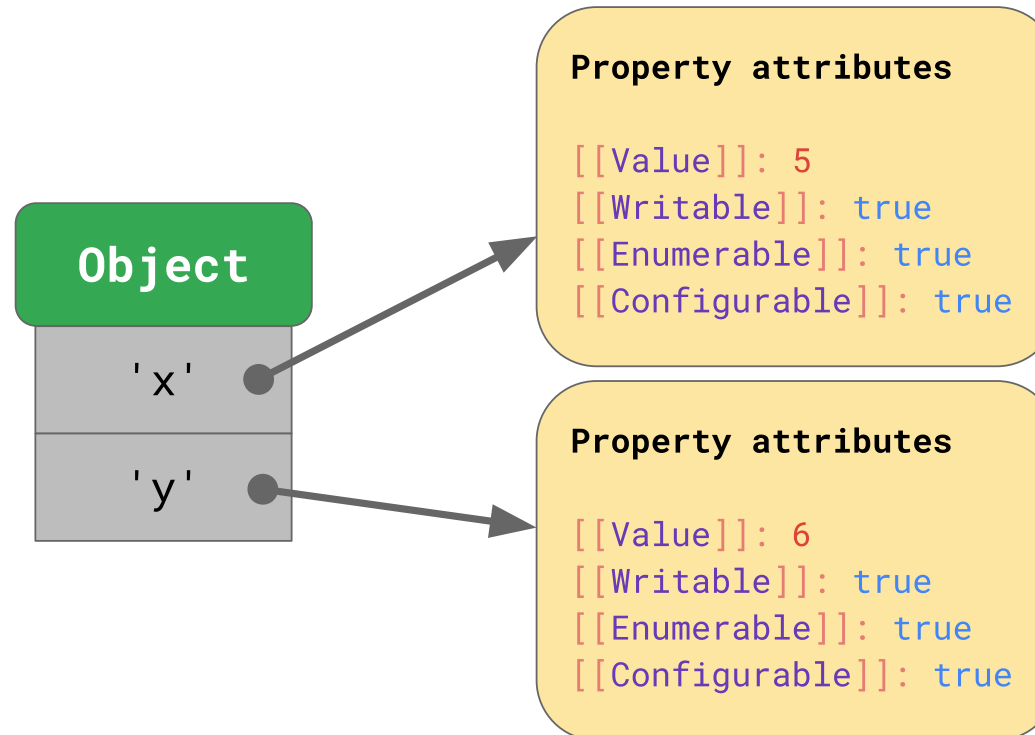 Object
'x'
'y'
Property attributes
[[Value]]: 5
[[Writable]]: true
[[Enumerable]]: true
[[Configurable]]: true
Property attributes
[[Value]]: 6
[[Writable]]: true
[[Enumerable]]: true
[[Configurable]]: true